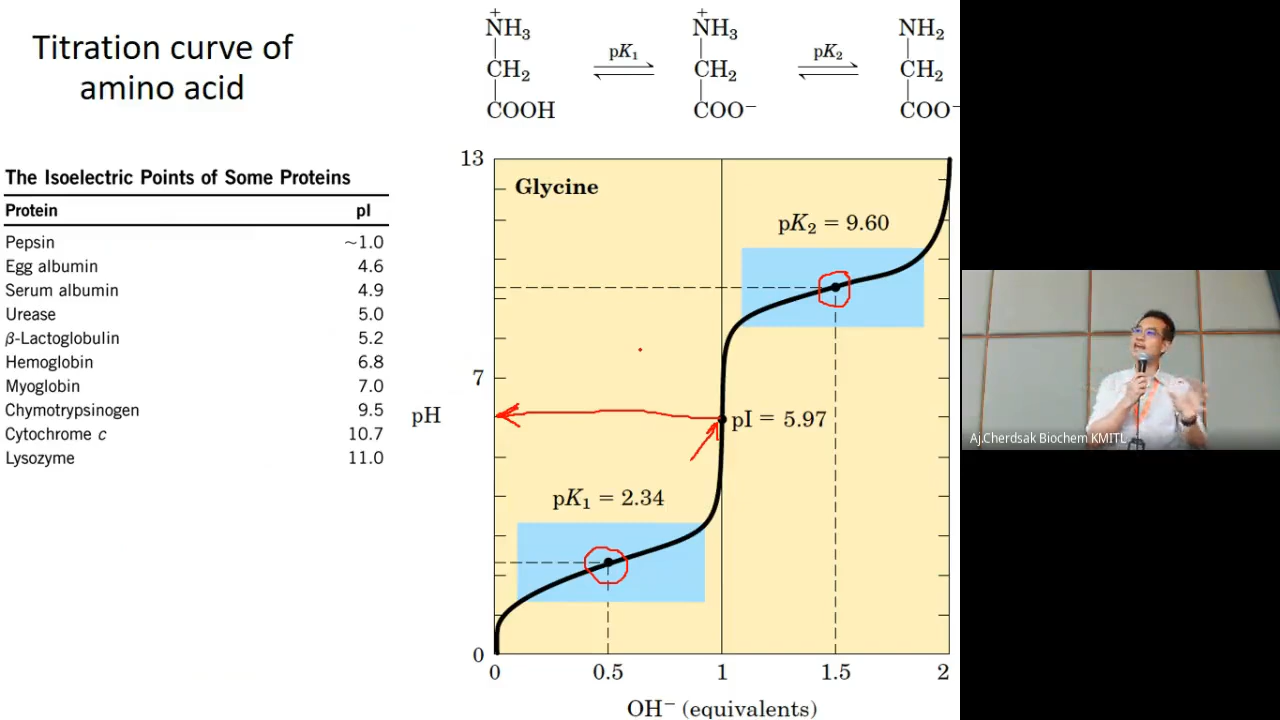 Titration curve of
amino acid
The Isoelectric Points of Some Proteins
Protein pI
Pepsin ~1.0
Egg albumin 4.6
Serum albumin 4.9
Urease 5.0
β-Lactoglobulin 5.2
Hemoglobin 6.8
Myoglobin 7.0
Chymotrypsinogen 9.5
Cytochrome c 10.7
Lysozyme 11.0
+ + 
NH₃ NH₃ NH₂
pK₁ pK₂
CH₂ CH₂ CH₂
COOH COO⁻ COO⁻
13
Glycine
pK₂ = 9.60
7
pH
pI = 5.97
pK₁ = 2.34
0
0 0.5 1 1.5 2
OH⁻ (equivalents)
Aj.Cherdsak Biochem KMITL